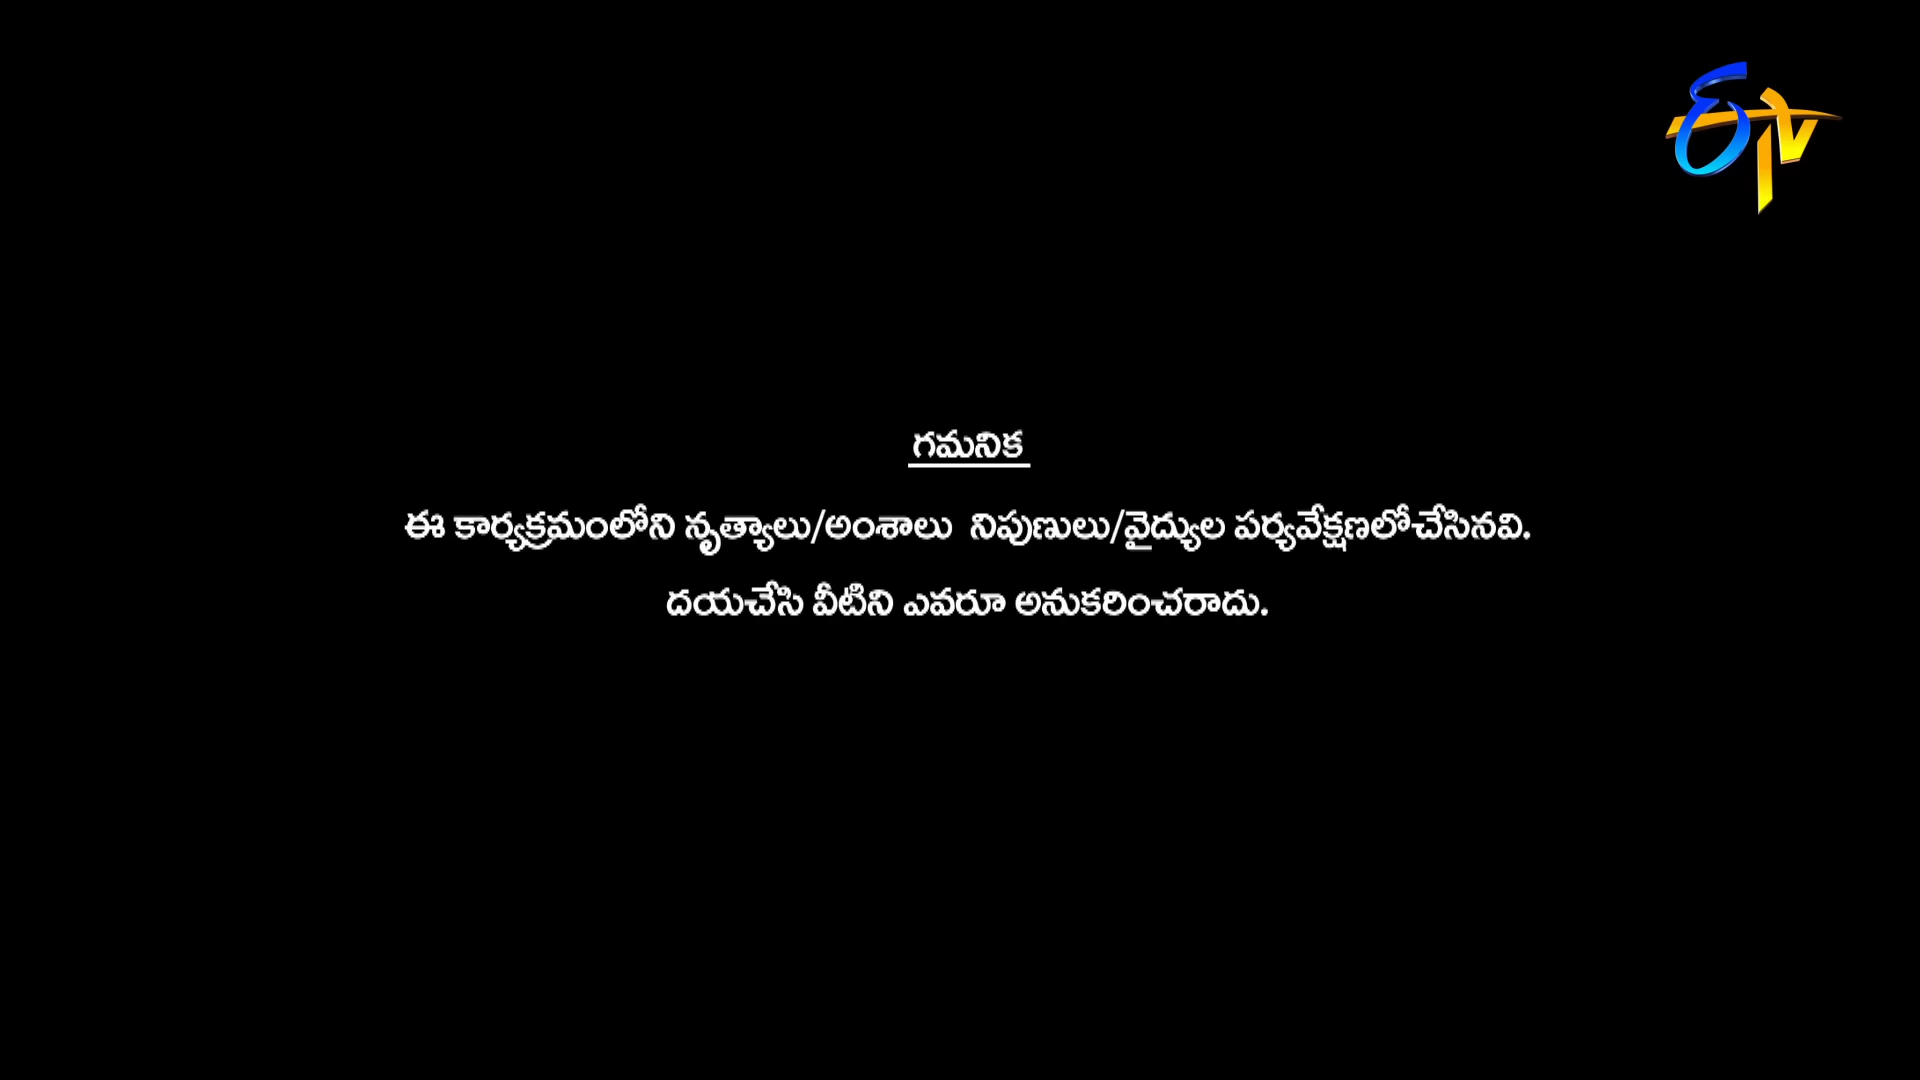 ETV
గమనిక
ఈ కార్యక్రమంలోని నృత్యాలు/అంశాలు నిపుణులు/వైద్యుల పర్యవేక్షణలోచేసినవి.
దయచేసి వీటిని ఎవరూ అనుకరించరాదు.